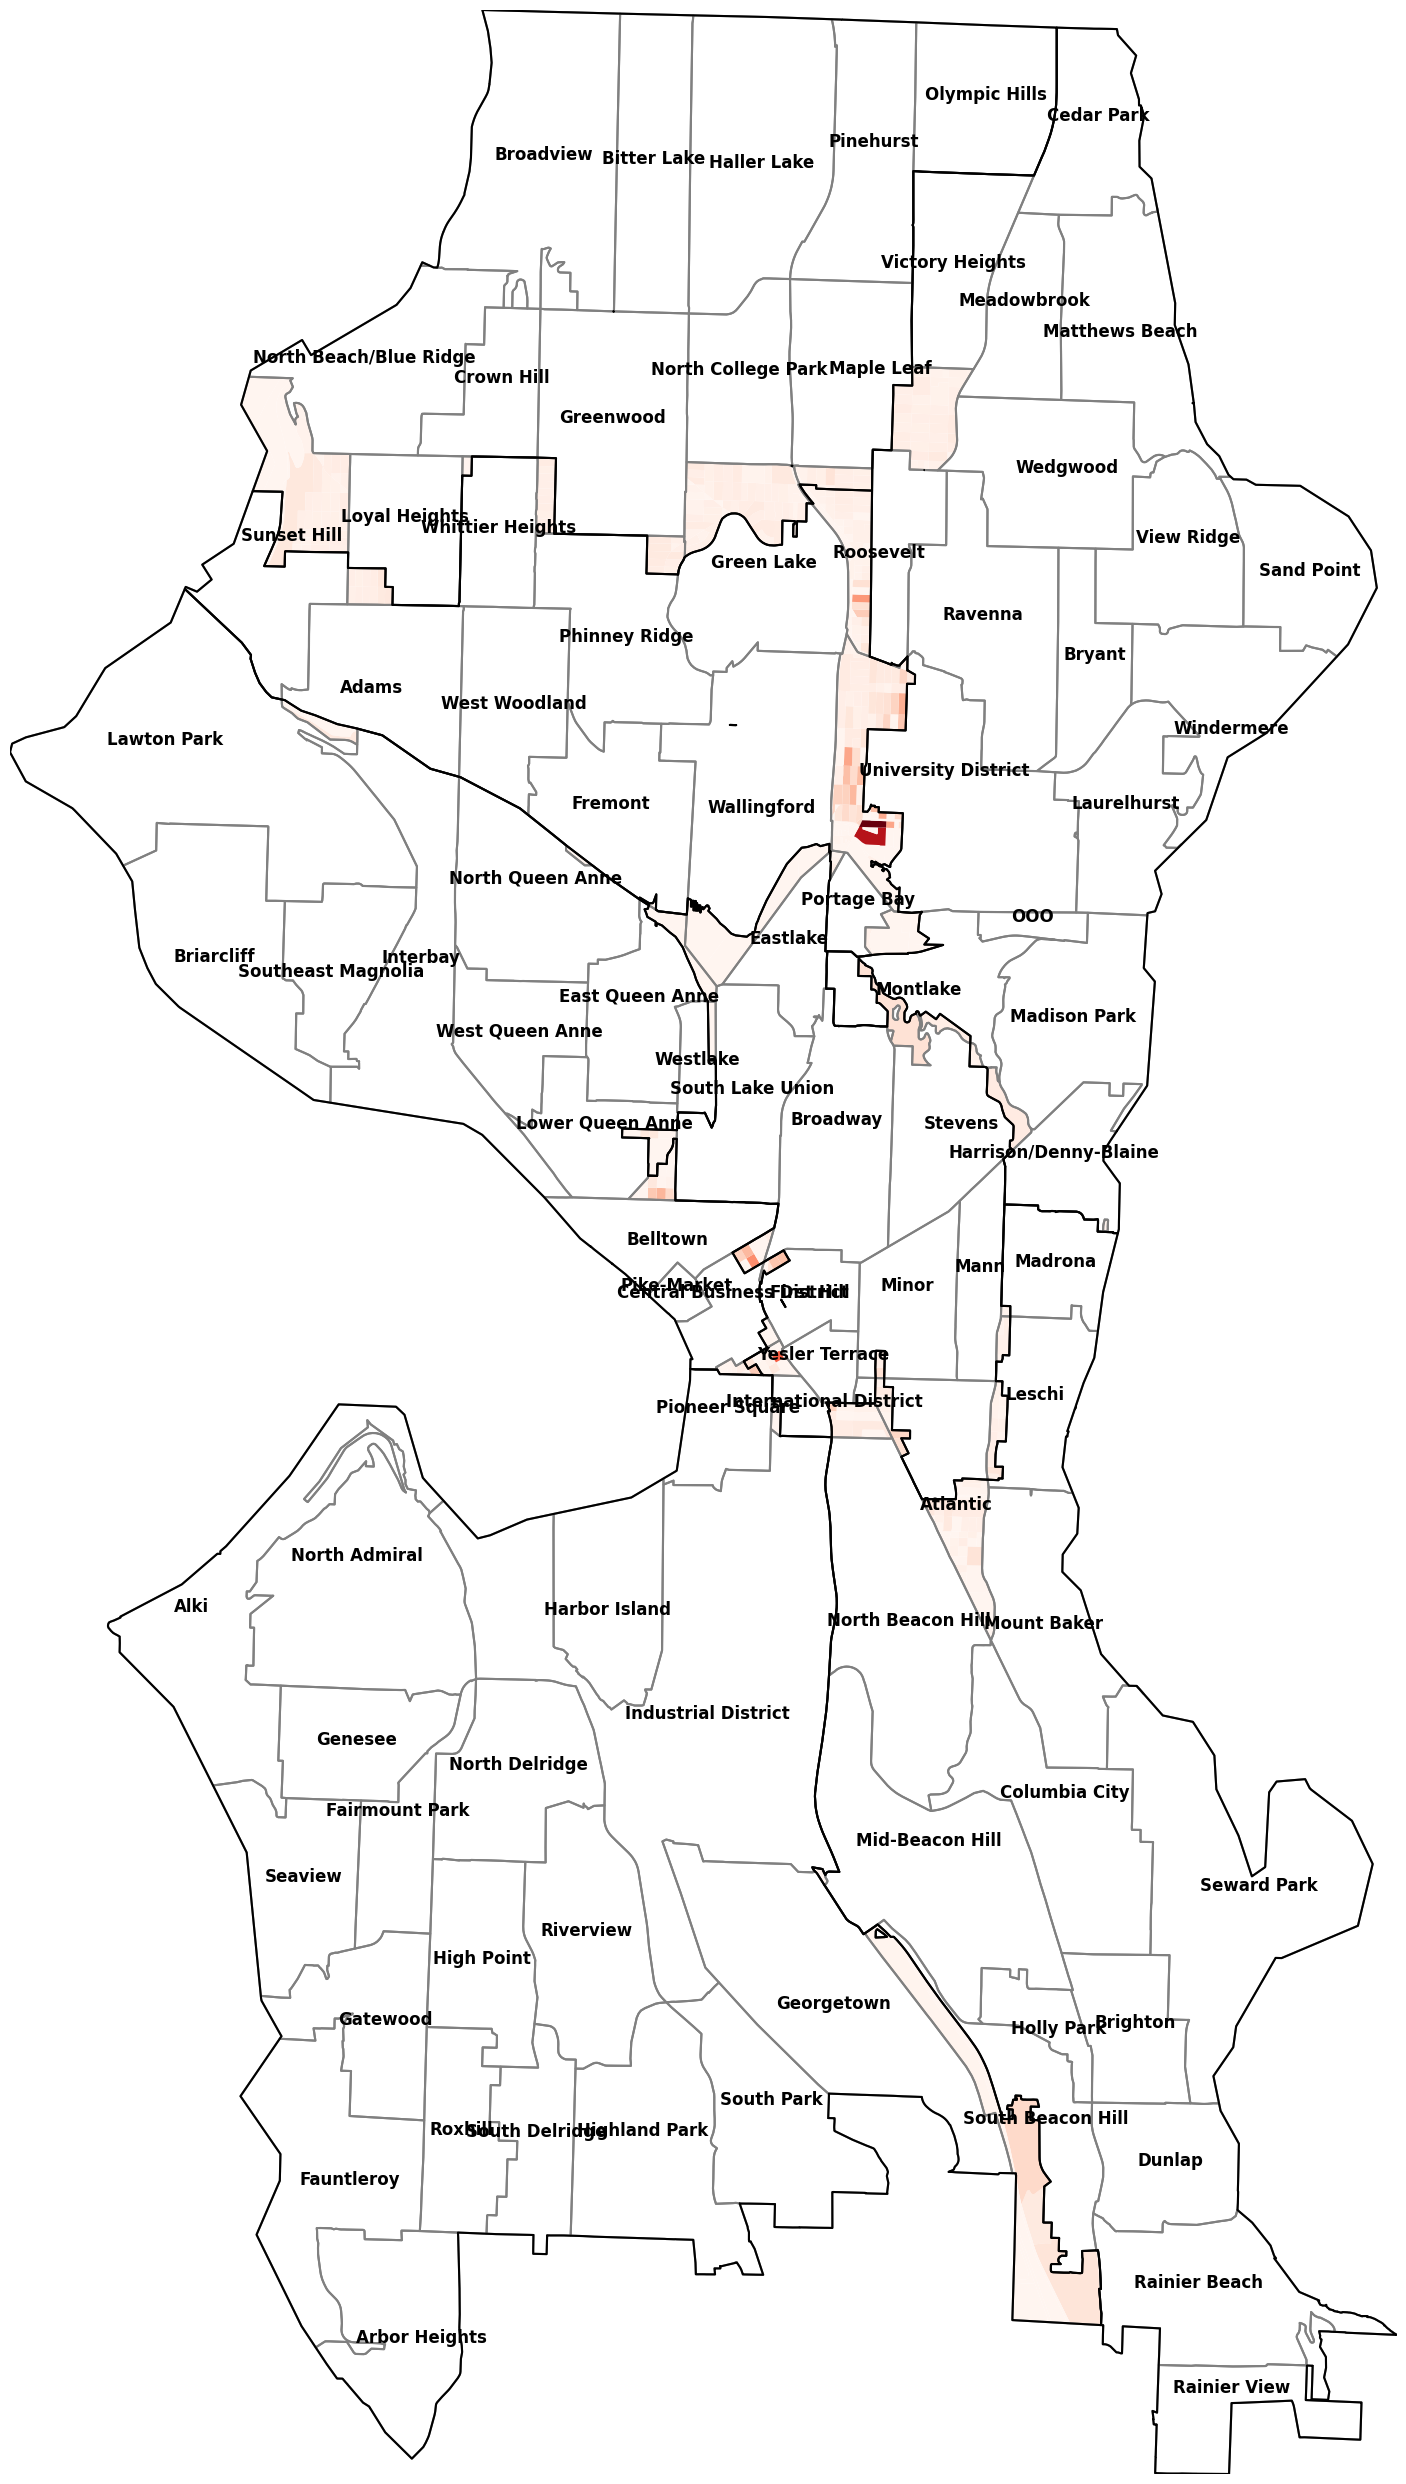 Olympic Hills
Cedar Park
Pinehurst
Broadview
Bitter Lake
Haller Lake
Victory Heights
Meadowbrook
Matthews Beach
North Beach/Blue Ridge
Crown Hill
North College Park
Maple Leaf
Greenwood
Wedgwood
Loyal Heights
Whittier Heights
Sunset Hill
View Ridge
Roosevelt
Green Lake
Sand Point
Ravenna
Phinney Ridge
Bryant
Adams
West Woodland
Windermere
Lawton Park
University District
Fremont
Wallingford
Laurelhurst
North Queen Anne
Portage Bay
OOO
Eastlake
Briarcliff
Interbay
Southeast Magnolia
Montlake
East Queen Anne
Madison Park
West Queen Anne
Westlake
South Lake Union
Broadway
Lower Queen Anne
Stevens
Harrison/Denny-Blaine
Belltown
Madrona
Mann
Pike-Market
Minor
Central Business District
First Hill
Yesler Terrace
Leschi
International District
Pioneer Square
Atlantic
North Admiral
Alki
Harbor Island
North Beacon Hill
Mount Baker
Industrial District
Genesee
North Delridge
Columbia City
Fairmount Park
Mid-Beacon Hill
Seaview
Seward Park
Riverview
High Point
Georgetown
Gatewood
Brighton
Holly Park
South Park
South Beacon Hill
Roxhill
South Delridge
Highland Park
Dunlap
Fauntleroy
Rainier Beach
Arbor Heights
Rainier View